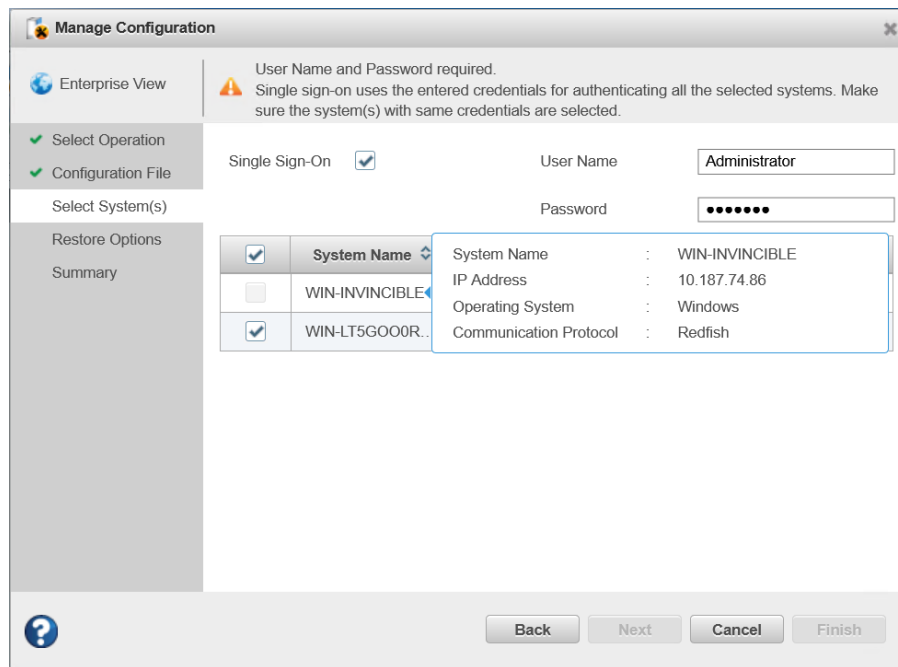 Manage Configuration
Enterprise View
User Name and Password required.
Single sign-on uses the entered credentials for authenticating all the selected systems. Make
sure the system(s) with same credentials are selected.
Select Operation
Configuration File
Select System(s)
Restore Options
Summary
Single Sign-On
User Name
Administrator
Password
●●●●●●●
System Name
WIN-INVINCIBLE
WIN-LT5GOO0R...
System Name : WIN-INVINCIBLE
IP Address : 10.187.74.86
Operating System : Windows
Communication Protocol : Redfish
?
Back
Next
Cancel
Finish